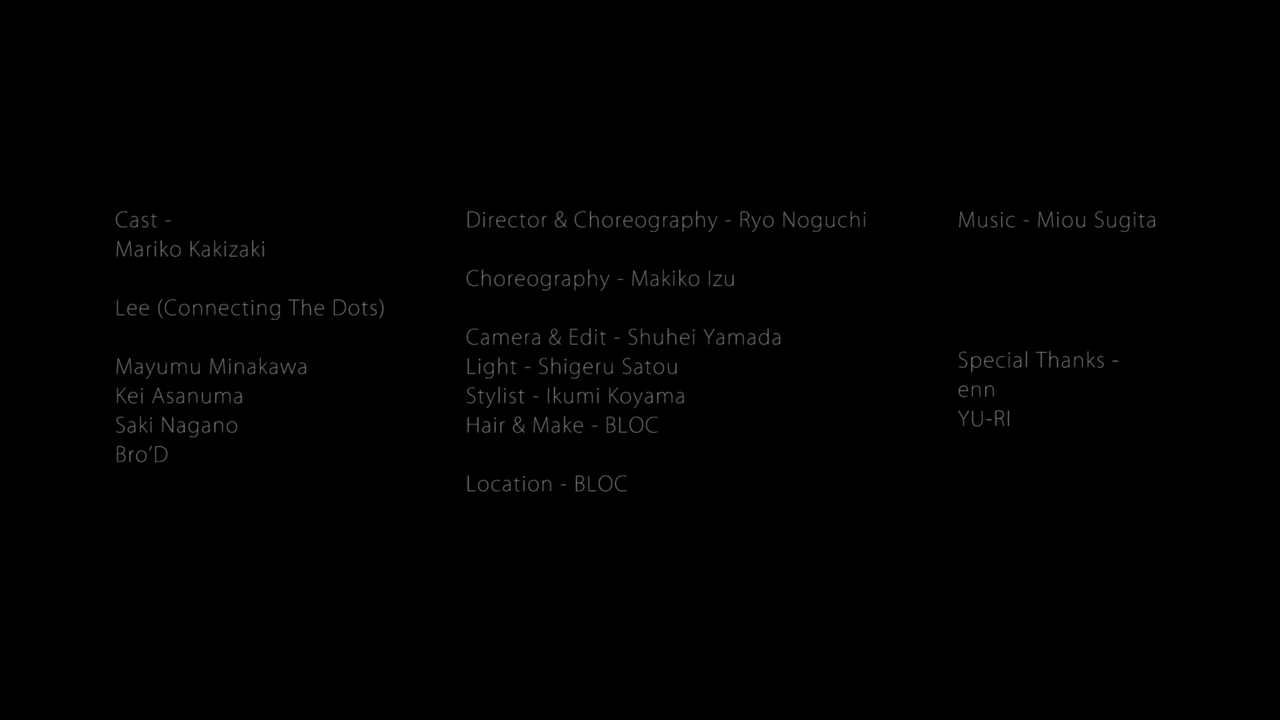 Cast -
Mariko Kakizaki
Lee (Connecting The Dots)
Mayumu Minakawa
Kei Asanuma
Saki Nagano
Bro’D
Director & Choreography - Ryo Noguchi
Choreography - Makiko Izu
Camera & Edit - Shuhei Yamada
Light - Shigeru Satou
Stylist - Ikumi Koyama
Hair & Make - BLOC
Location - BLOC
Music - Miou Sugita
Special Thanks -
enn
YU-RI